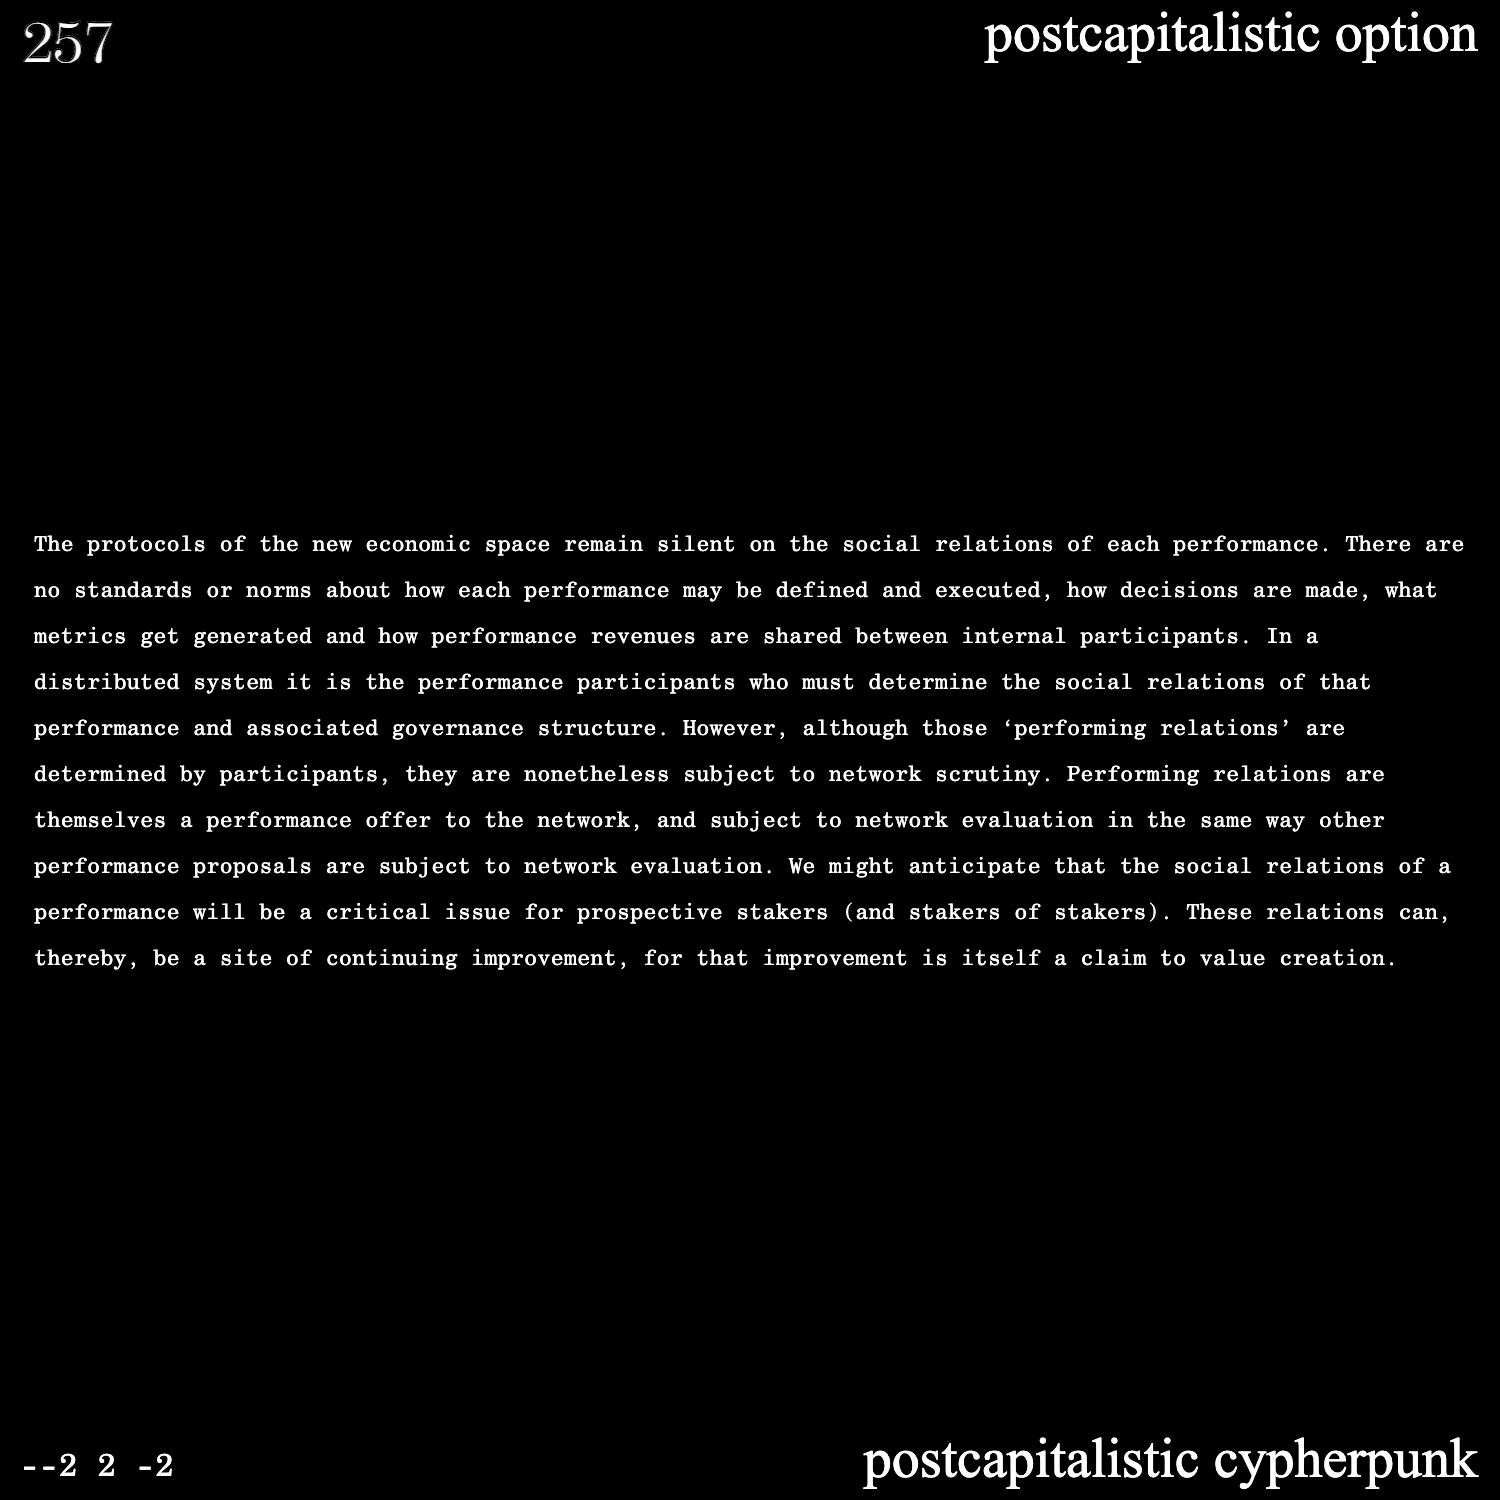 257
postcapitalistic option
The protocols of the new economic space remain silent on the social relations of each performance. There are
no standards or norms about how each performance may be defined and executed, how decisions are made, what
metrics get generated and how performance revenues are shared between internal participants. In a
distributed system it is the performance participants who must determine the social relations of that
performance and associated governance structure. However, although those ‘performing relations’ are
determined by participants, they are nonetheless subject to network scrutiny. Performing relations are
themselves a performance offer to the network, and subject to network evaluation in the same way other
performance proposals are subject to network evaluation. We might anticipate that the social relations of a
performance will be a critical issue for prospective stakers (and stakers of stakers). These relations can,
thereby, be a site of continuing improvement, for that improvement is itself a claim to value creation.
--2 2 -2
postcapitalistic cypherpunk